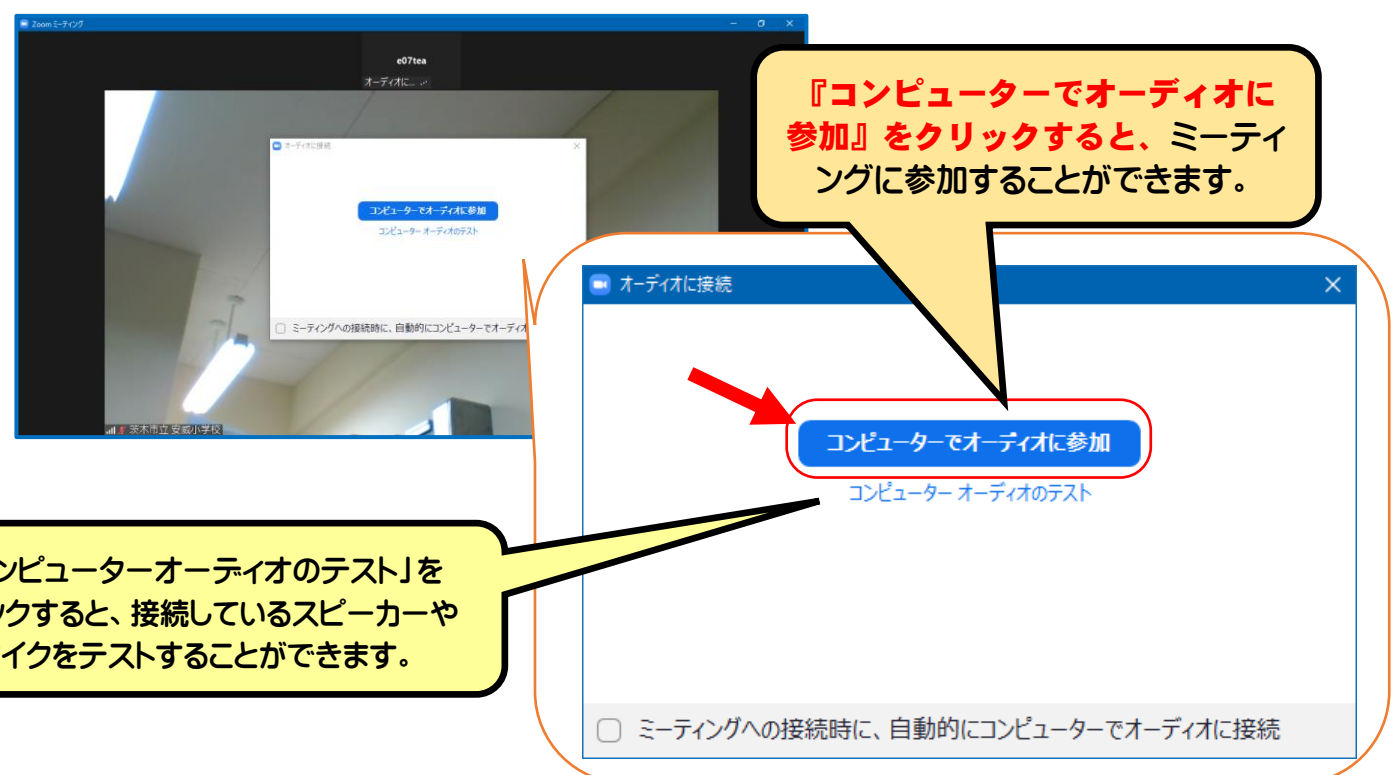 Zoom ミーティング
e07tea
オーディオに...
オーディオに接続
コンピューターでオーディオに参加
コンピューター オーディオのテスト
ミーティングへの接続時に、自動的にコンピューターでオーディオ
茨木市立 安威小学校
『コンピューターでオーディオに
参加』をクリックすると、ミーティ
ングに参加することができます。
オーディオに接続
コンピューターでオーディオに参加
コンピューター オーディオのテスト
ンピューターオーディオのテスト」を
ックすると、接続しているスピーカーや
イクをテストすることができます。
ミーティングへの接続時に、自動的にコンピューターでオーディオに接続